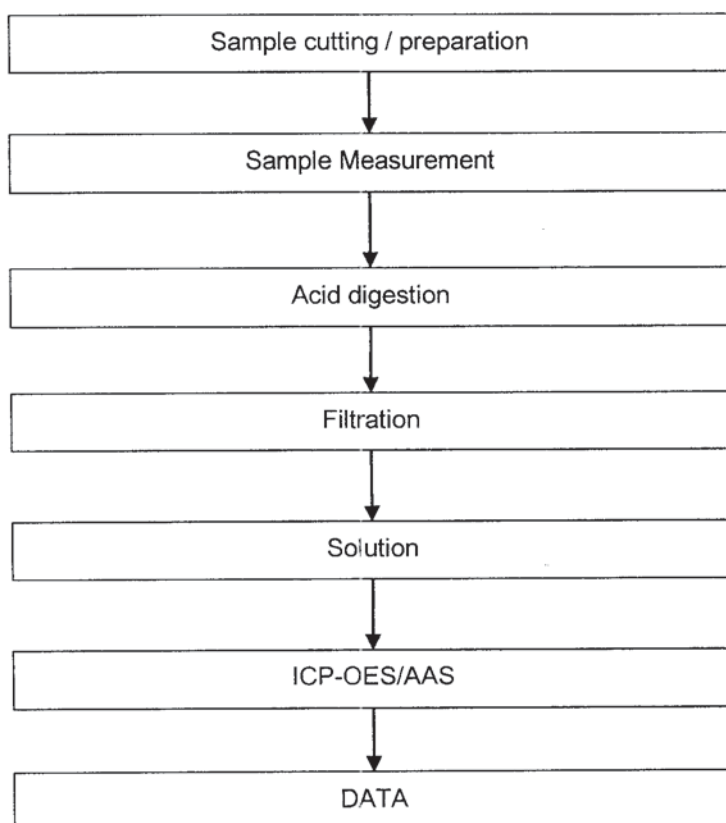 Sample cutting / preparation
Sample Measurement
Acid digestion
Filtration
Solution
ICP-OES/AAS
DATA